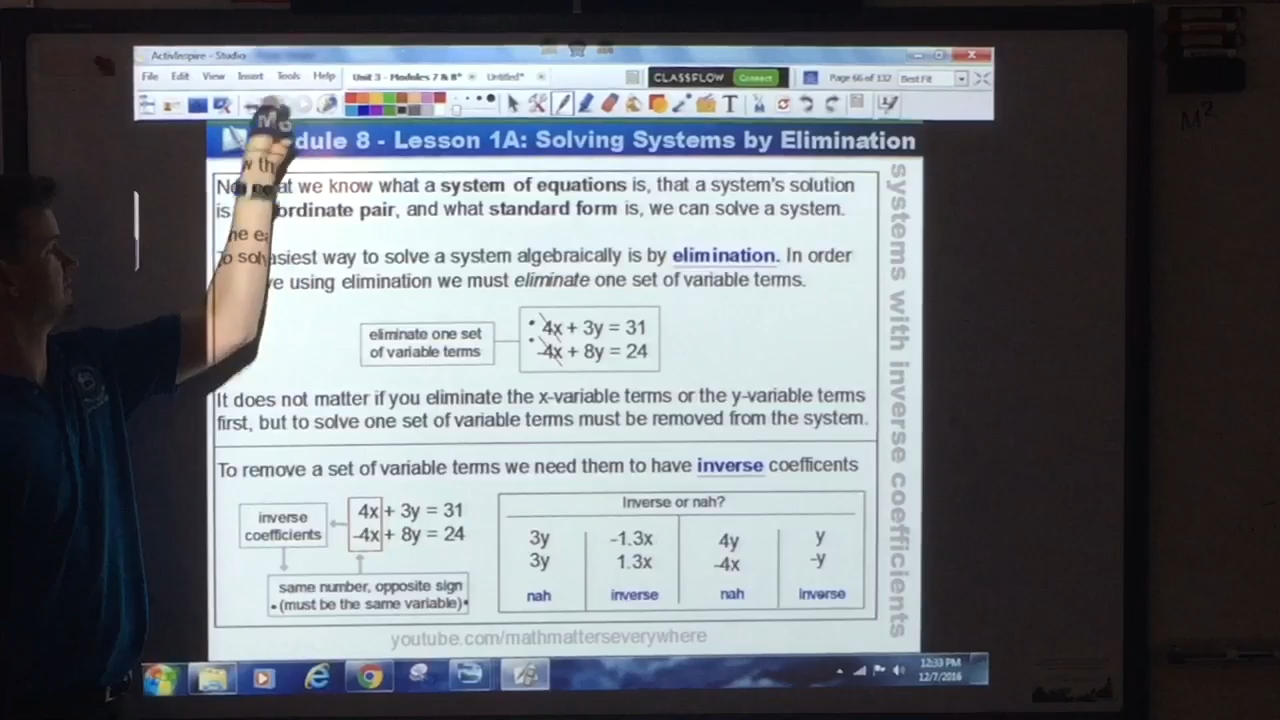 ActivInspire - Studio
File Edit View Insert Tools Help Unit 3 - Modules 7 & 8* Untitled* CLASSFLOW Connect Page 66 of 132 Best Fit
T
M²
dule 8 - Lesson 1A: Solving Systems by Elimination
at we know what a system of equations is, that a system's solution
is ordinate pair, and what standard form is, we can solve a system.
asiest way to solve a system algebraically is by elimination. In order
To solve using elimination we must eliminate one set of variable terms.
eliminate one set
of variable terms
4x + 3y = 31
-4x + 8y = 24
It does not matter if you eliminate the x-variable terms or the y-variable terms
first, but to solve one set of variable terms must be removed from the system.
To remove a set of variable terms we need them to have inverse coefficents
inverse
coefficients
4x + 3y = 31
-4x + 8y = 24
same number, opposite sign
• (must be the same variable)•
Inverse or nah?
3y -1.3x 4y y
3y 1.3x -4x -y
nah inverse nah inverse
systems with inverse coefficients
youtube.com/mathmatterseverywhere
12:33 PM
12/7/2016